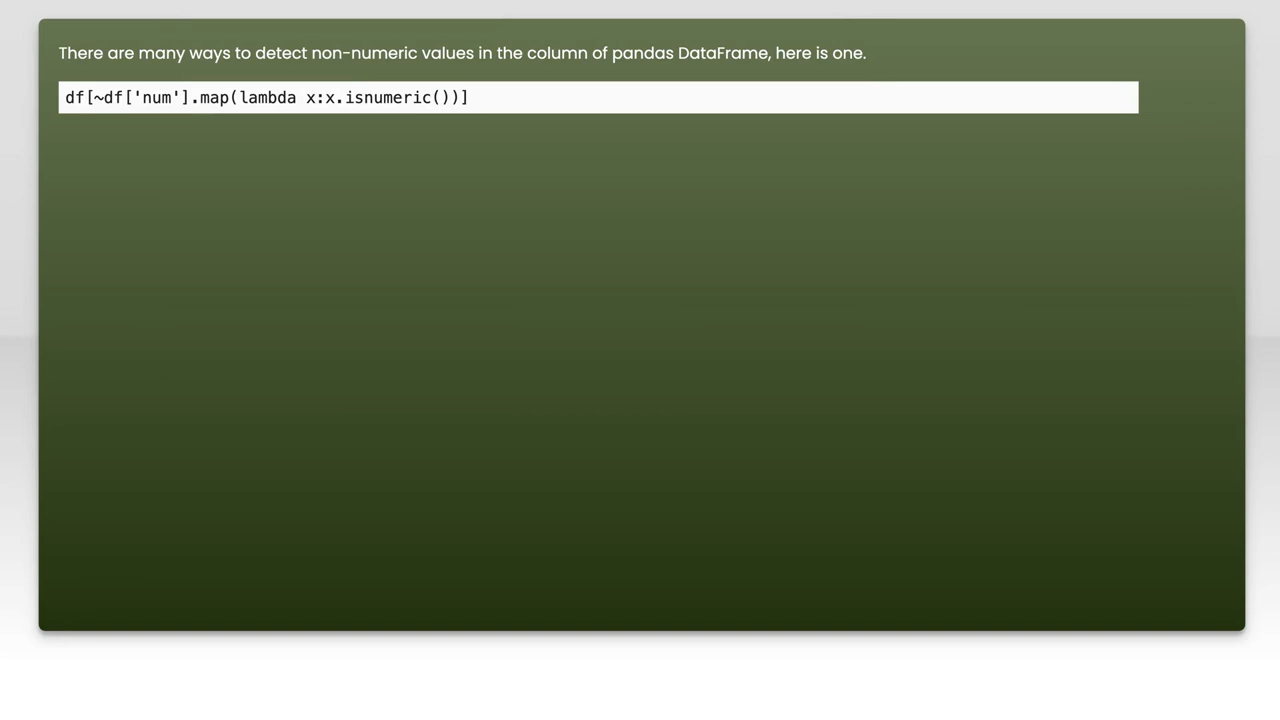 There are many ways to detect non-numeric values in the column of pandas DataFrame, here is one.
df[~df['num'].map(lambda x:x.isnumeric())]